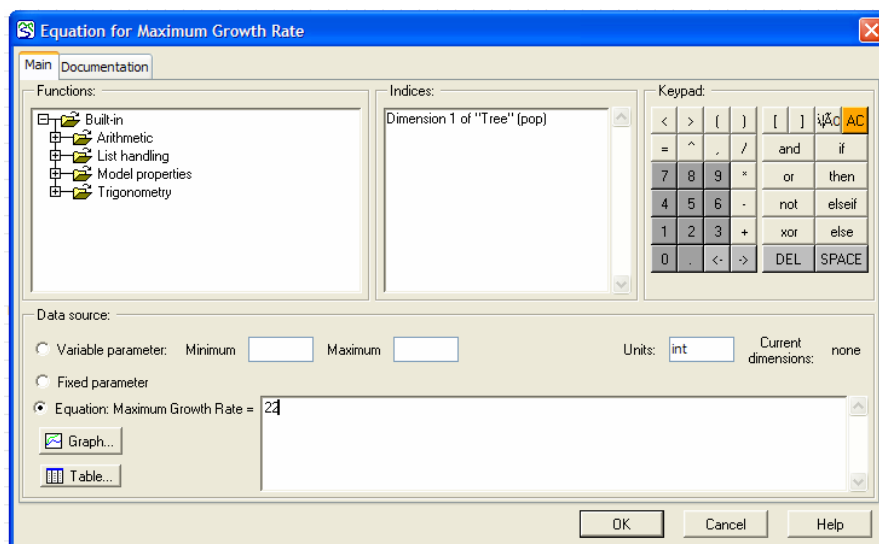 Equation for Maximum Growth Rate
Main Documentation
Functions: Indices: Keypad:
Built-in
Arithmetic
List handling
Model properties
Trigonometry
Dimension 1 of "Tree" (pop)
< > ( ) [ ] AC
= ^ , / and if
7 8 9 * or then
4 5 6 - not elseif
1 2 3 + xor else
0 . <- -> DEL SPACE
Data source:
Variable parameter: Minimum Maximum Units: int Current dimensions: none
Fixed parameter
Equation: Maximum Growth Rate = 22
Graph...
Table...
OK Cancel Help